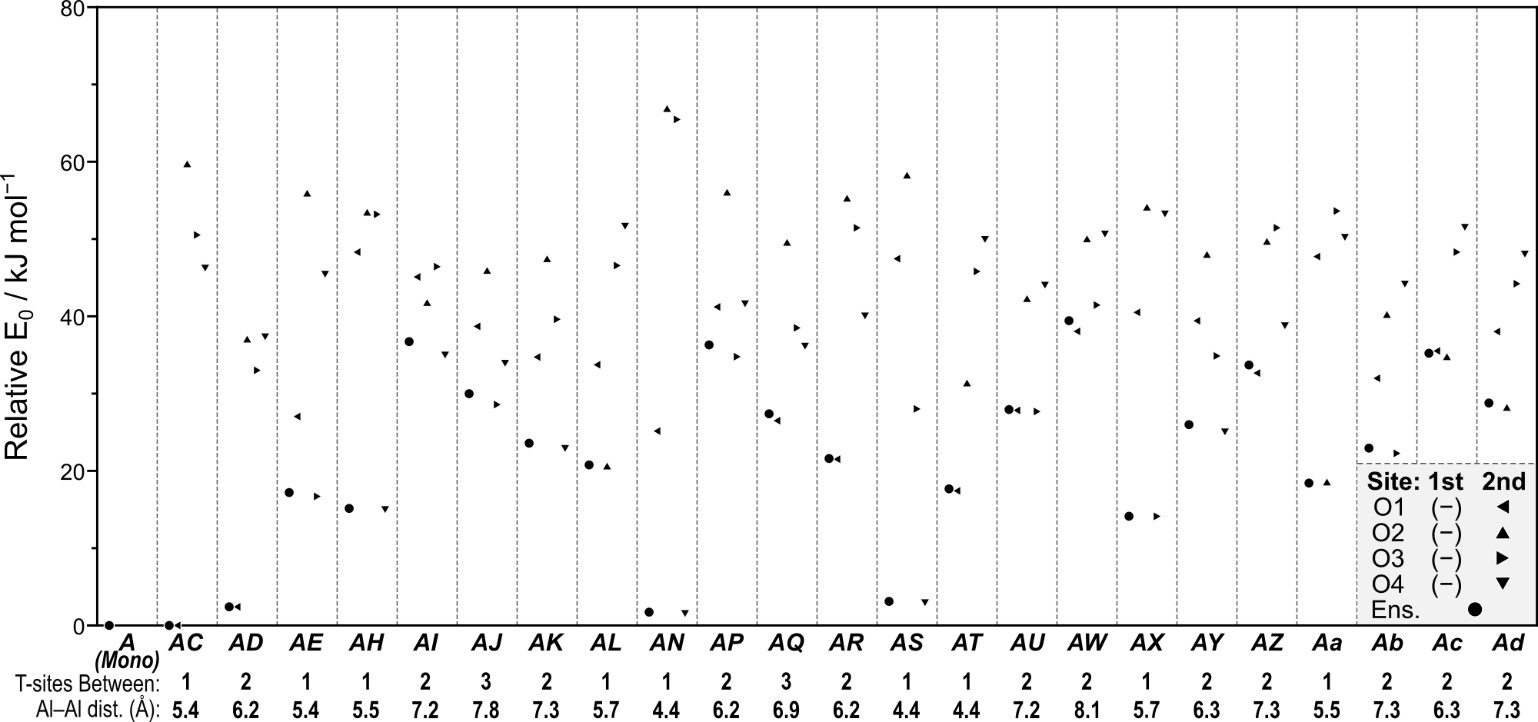 Relative E₀ / kJ mol⁻¹
80
60
40
20
0
Site: 1st 2nd
O1 (−) ◀
O2 (−) ▲
O3 (−) ▶
O4 (−) ▼
Ens. ●
A AC AD AE AH AI AJ AK AL AN AP AQ AR AS AT AU AW AX AY AZ Aa Ab Ac Ad
(Mono)
T-sites Between: 1 2 1 1 2 3 2 1 1 2 3 2 1 1 2 2 1 2 2 1 2 2 2
Al–Al dist. (Å): 5.4 6.2 5.4 5.5 7.2 7.8 7.3 5.7 4.4 6.2 6.9 6.2 4.4 4.4 7.2 8.1 5.7 6.3 7.3 5.5 7.3 6.3 7.3